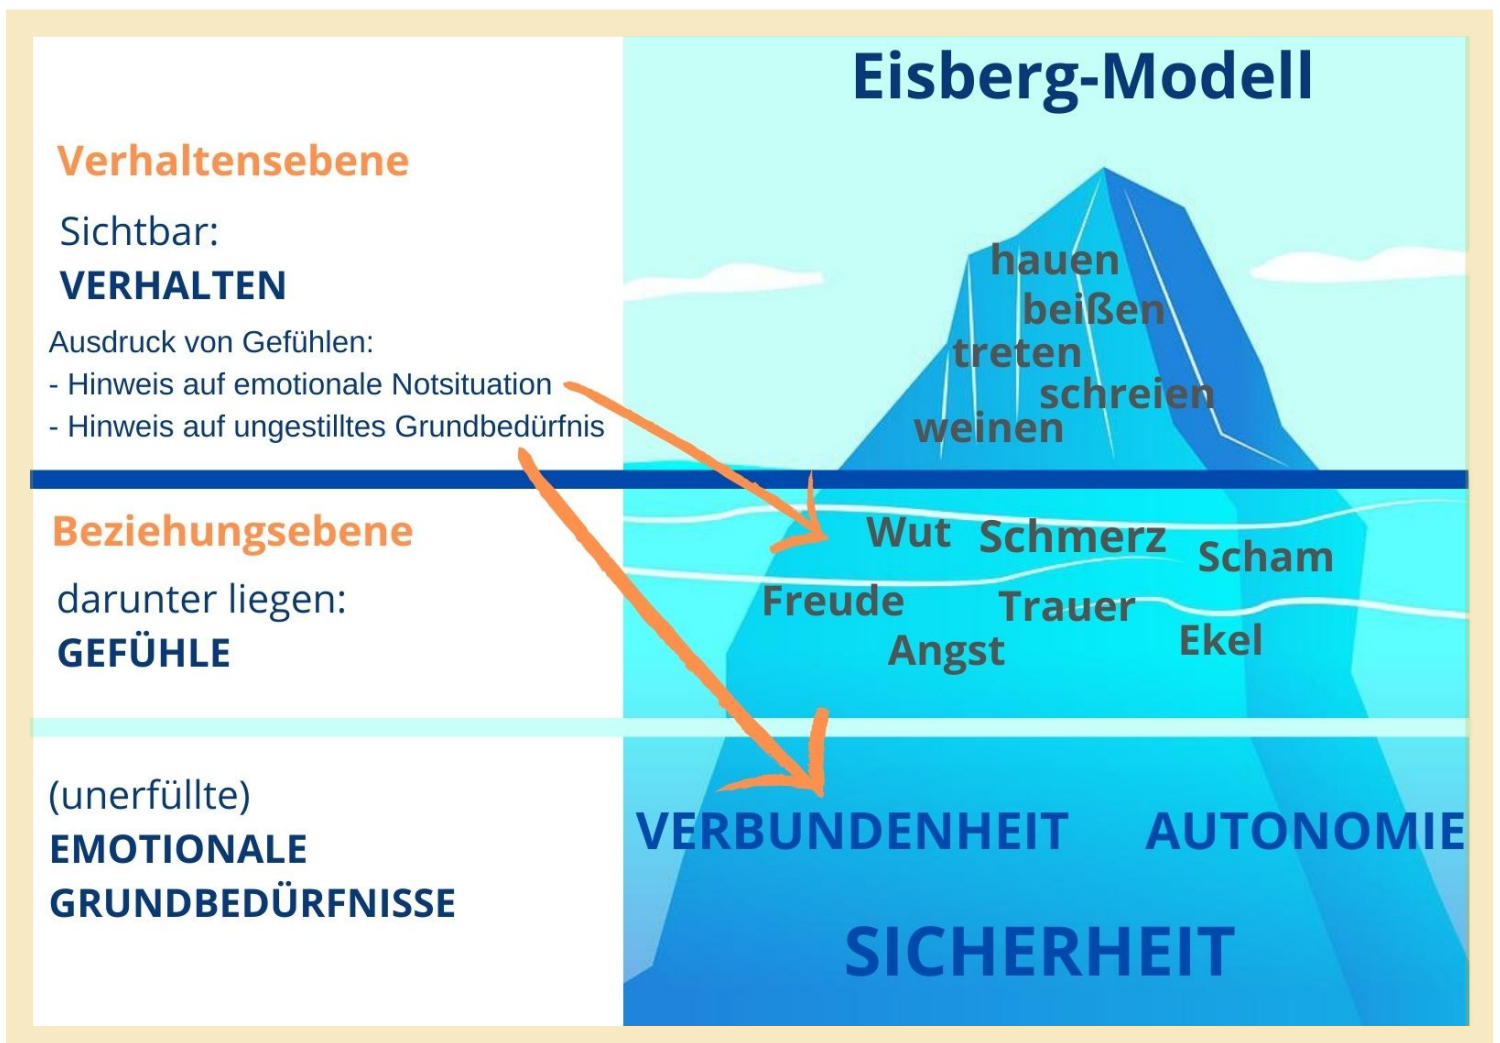 Eisberg-Modell
Verhaltensebene
Sichtbar:
VERHALTEN
Ausdruck von Gefühlen:
- Hinweis auf emotionale Notsituation
- Hinweis auf ungestilltes Grundbedürfnis
hauen
beißen
treten
schreien
weinen
Beziehungsebene
darunter liegen:
GEFÜHLE
Wut Schmerz
Scham
Freude
Trauer
Ekel
Angst
(unerfüllte)
EMOTIONALE
GRUNDBEDÜRFNISSE
VERBUNDENHEIT AUTONOMIE
SICHERHEIT